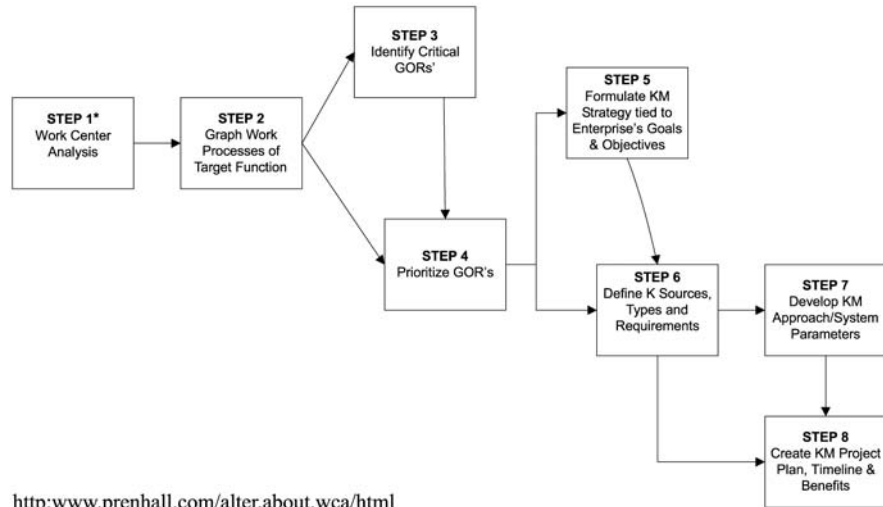 STEP 1*
Work Center
Analysis
STEP 2
Graph Work
Processes of
Target Function
STEP 3
Identify Critical
GORs'
STEP 4
Prioritize GOR's
STEP 5
Formulate KM
Strategy tied to
Enterprise's Goals
& Objectives
STEP 6
Define K Sources,
Types and
Requirements
STEP 7
Develop KM
Approach/System
Parameters
STEP 8
Create KM Project
Plan, Timeline &
Benefits
http:www.prenhall.com/alter.about.wca/html